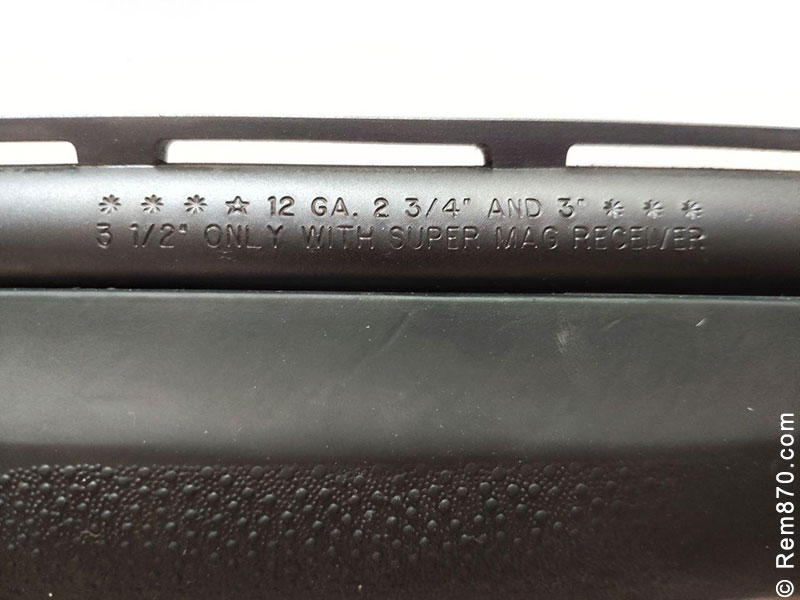 ✱ ✱ ✱ ☆ 12 GA. 2 3/4" AND 3" ✱ ✱ ✱
3 1/2" ONLY WITH SUPER MAG RECEIVER
© Rem870.com